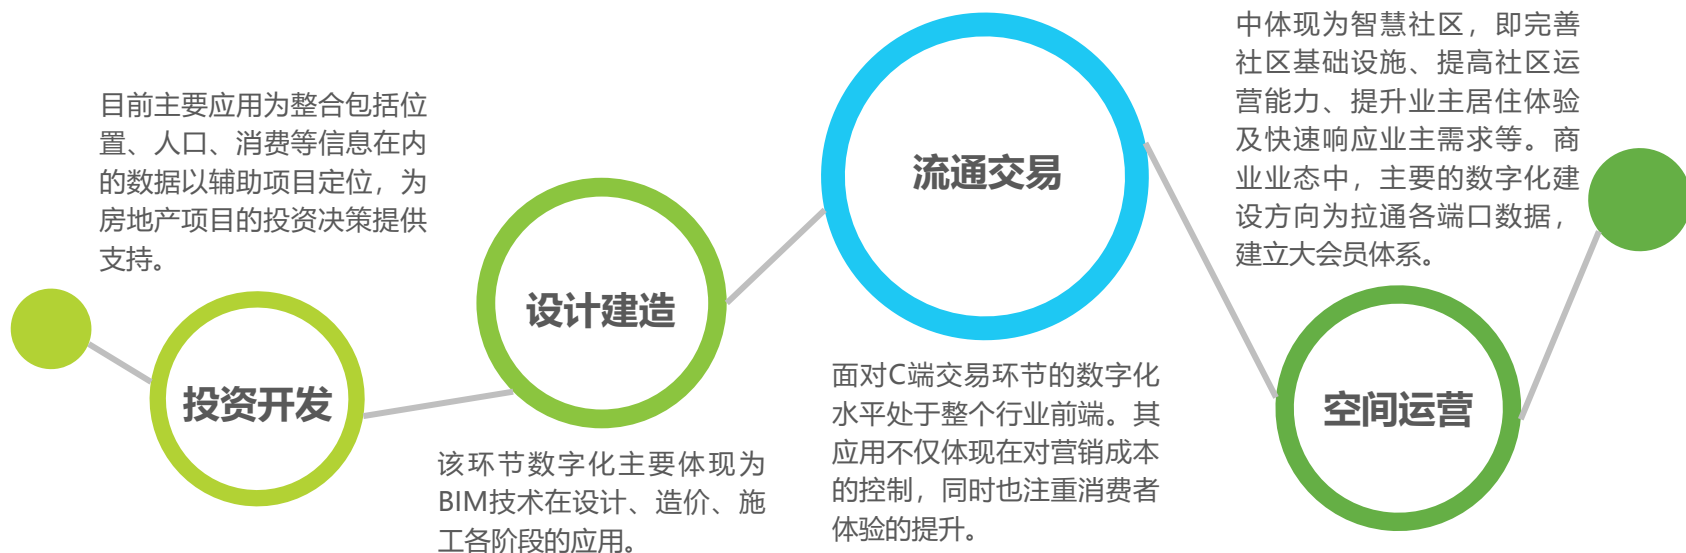 目前主要应用为整合包括位
置、人口、消费等信息在内
的数据以辅助项目定位，为
房地产项目的投资决策提供
支持。
投资开发
设计建造
该环节数字化主要体现为
BIM技术在设计、造价、施
工各阶段的应用。
流通交易
面对C端交易环节的数字化
水平处于整个行业前端。其
应用不仅体现在对营销成本
的控制，同时也注重消费者
体验的提升。
中体现为智慧社区，即完善
社区基础设施、提高社区运
营能力、提升业主居住体验
及快速响应业主需求等。商
业业态中，主要的数字化建
设方向为拉通各端口数据，
建立大会员体系。
空间运营